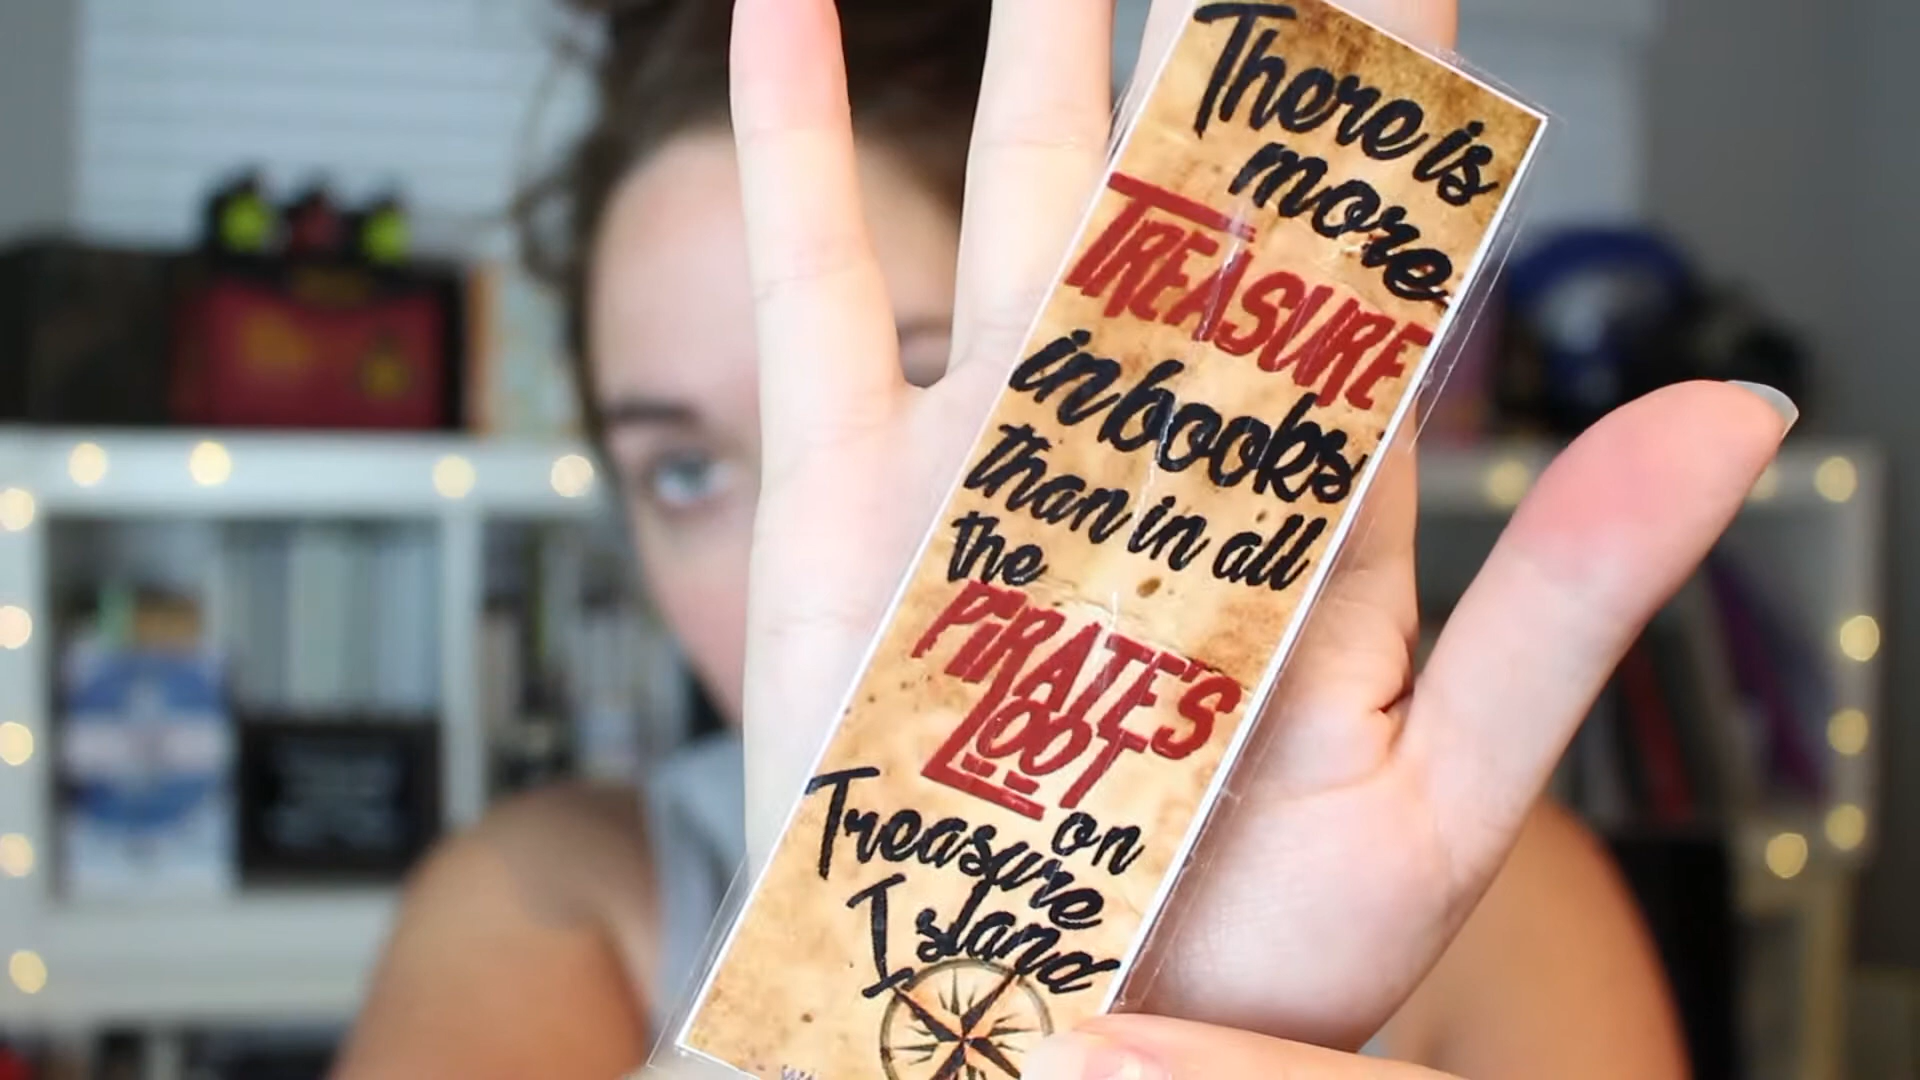 There is
more
TREASURE
in books
than in all
the
PIRATE'S
LOOT
on
Treasure
Island